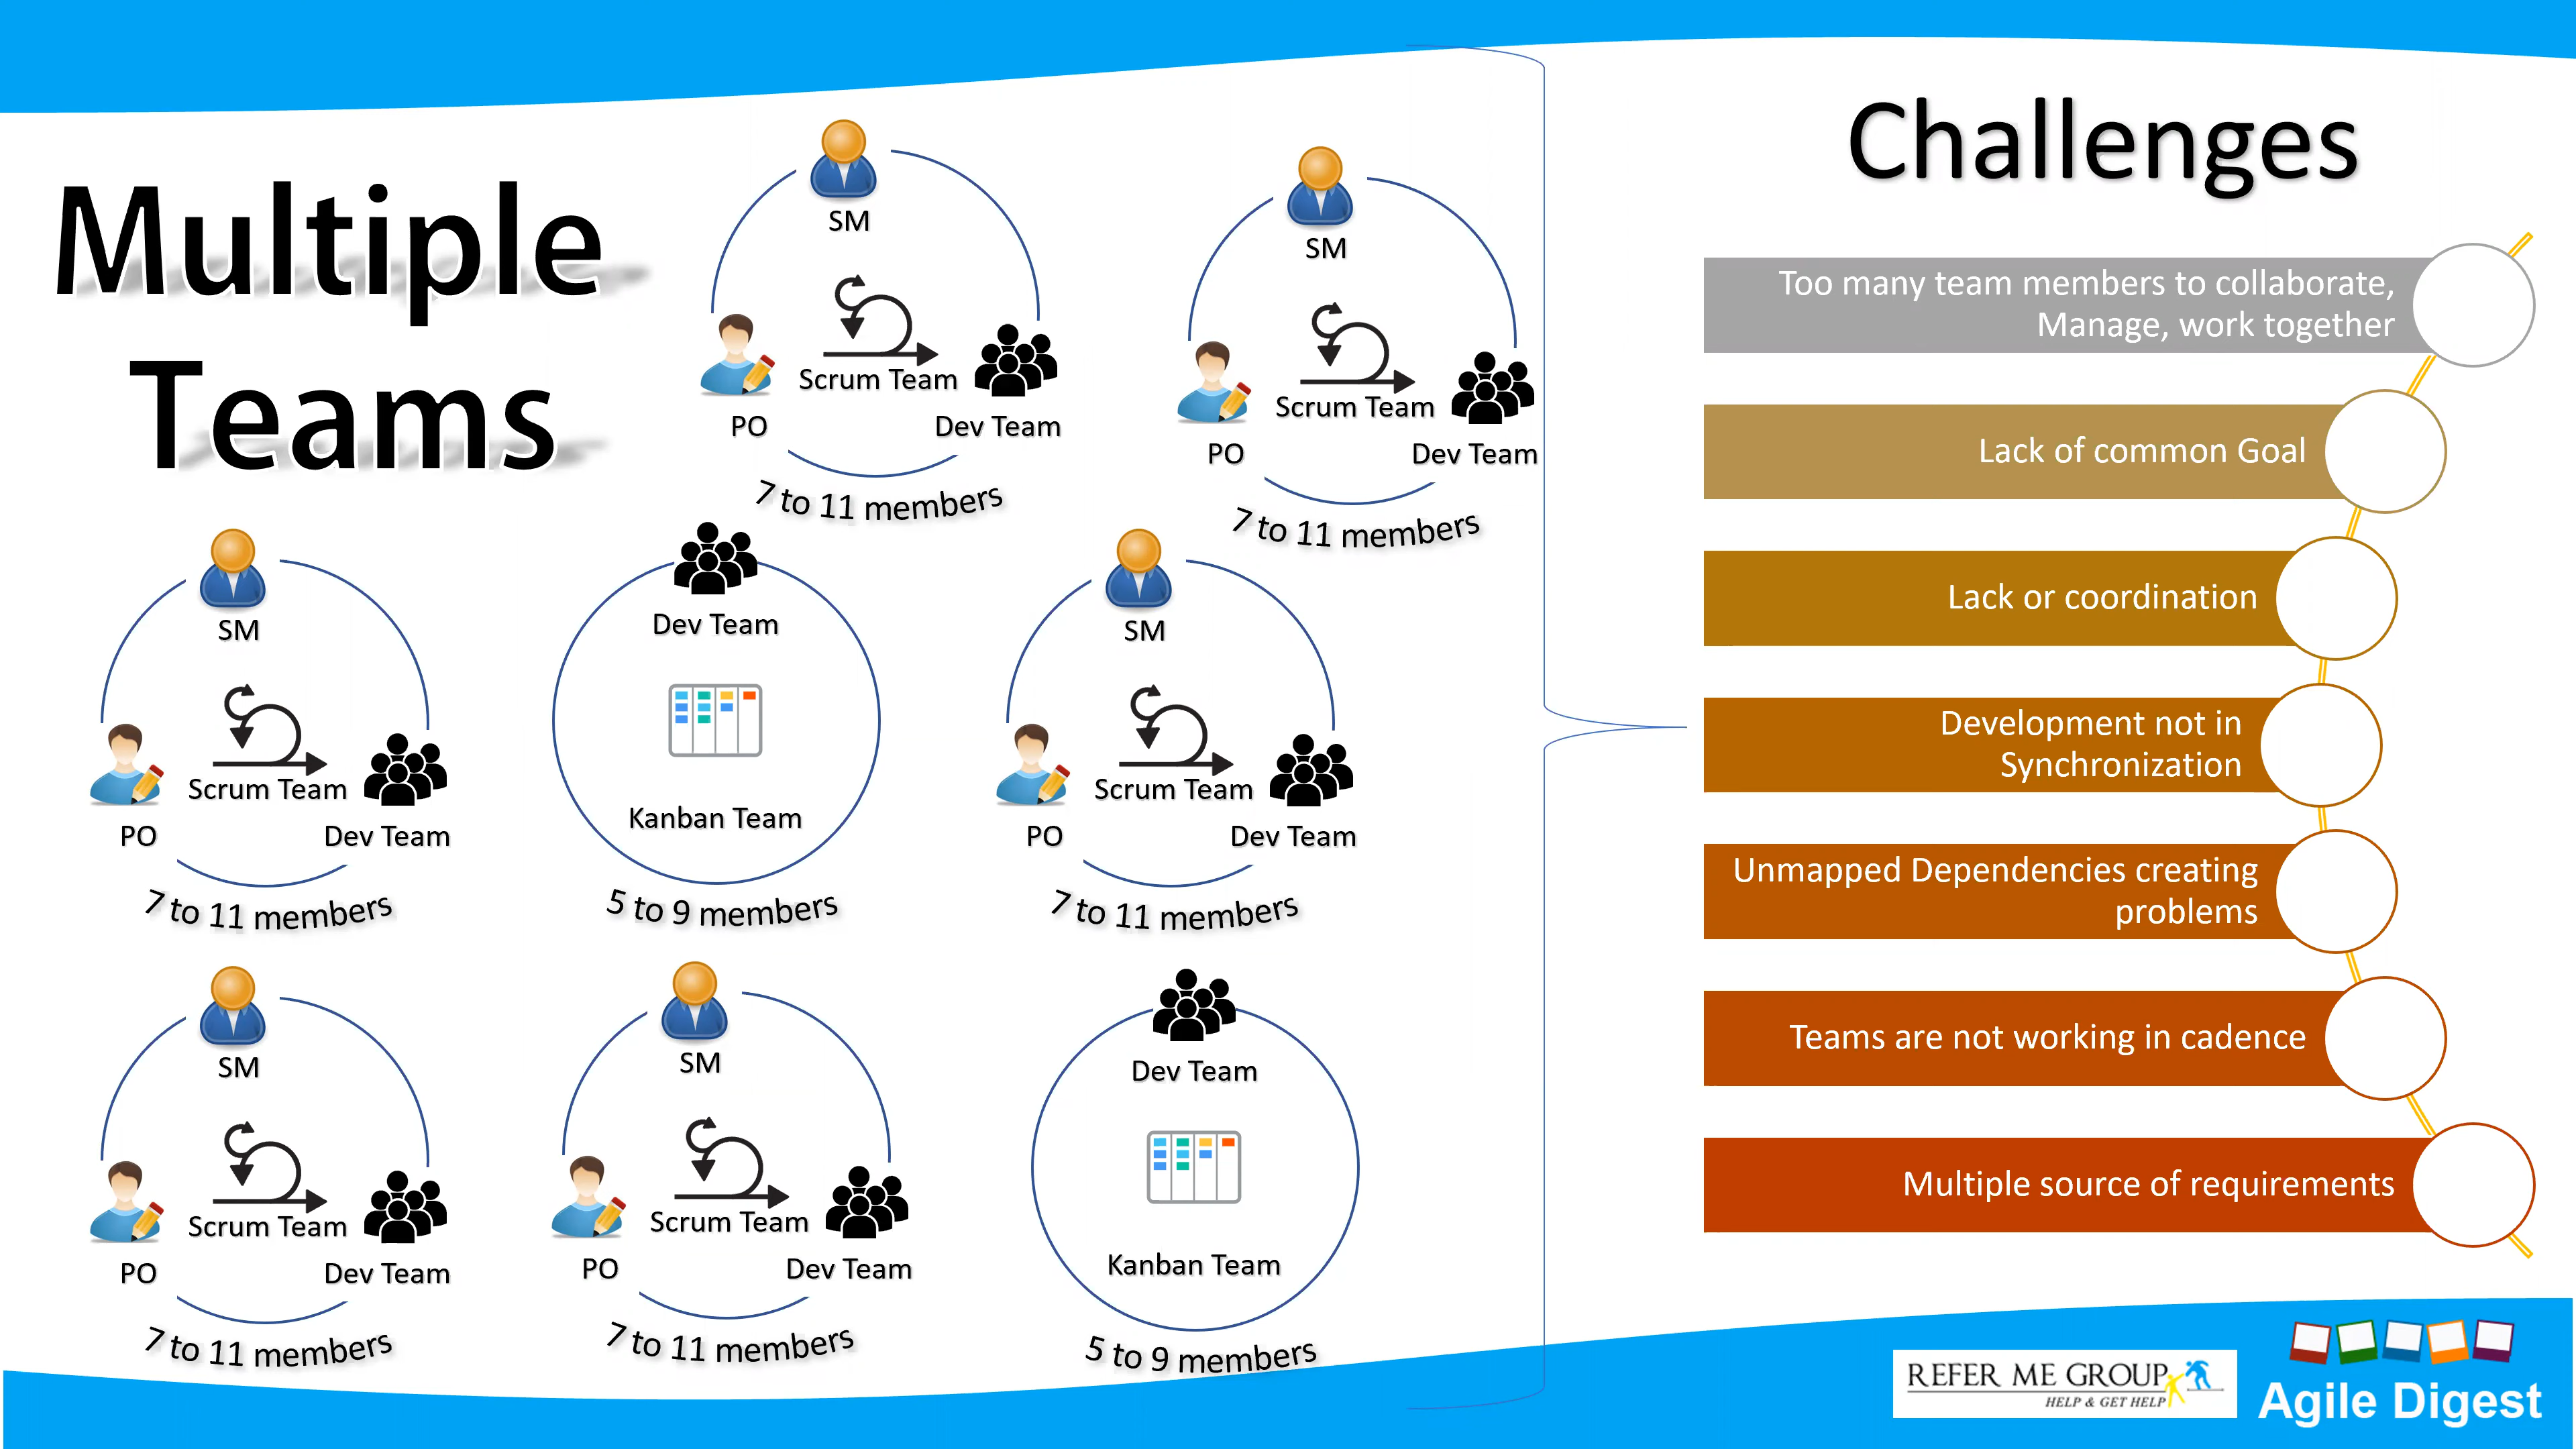 Multiple
Teams
SM
Scrum Team
PO
Dev Team
7 to 11 members
SM
Scrum Team
PO
Dev Team
7 to 11 members
SM
Scrum Team
PO
Dev Team
7 to 11 members
Dev Team
Kanban Team
5 to 9 members
SM
Scrum Team
PO
Dev Team
7 to 11 members
SM
Scrum Team
PO
Dev Team
7 to 11 members
SM
Scrum Team
PO
Dev Team
7 to 11 members
Dev Team
Kanban Team
5 to 9 members
Challenges
Too many team members to collaborate,
Manage, work together
Lack of common Goal
Lack or coordination
Development not in
Synchronization
Unmapped Dependencies creating
problems
Teams are not working in cadence
Multiple source of requirements
REFER ME GROUP
HELP & GET HELP
Agile Digest